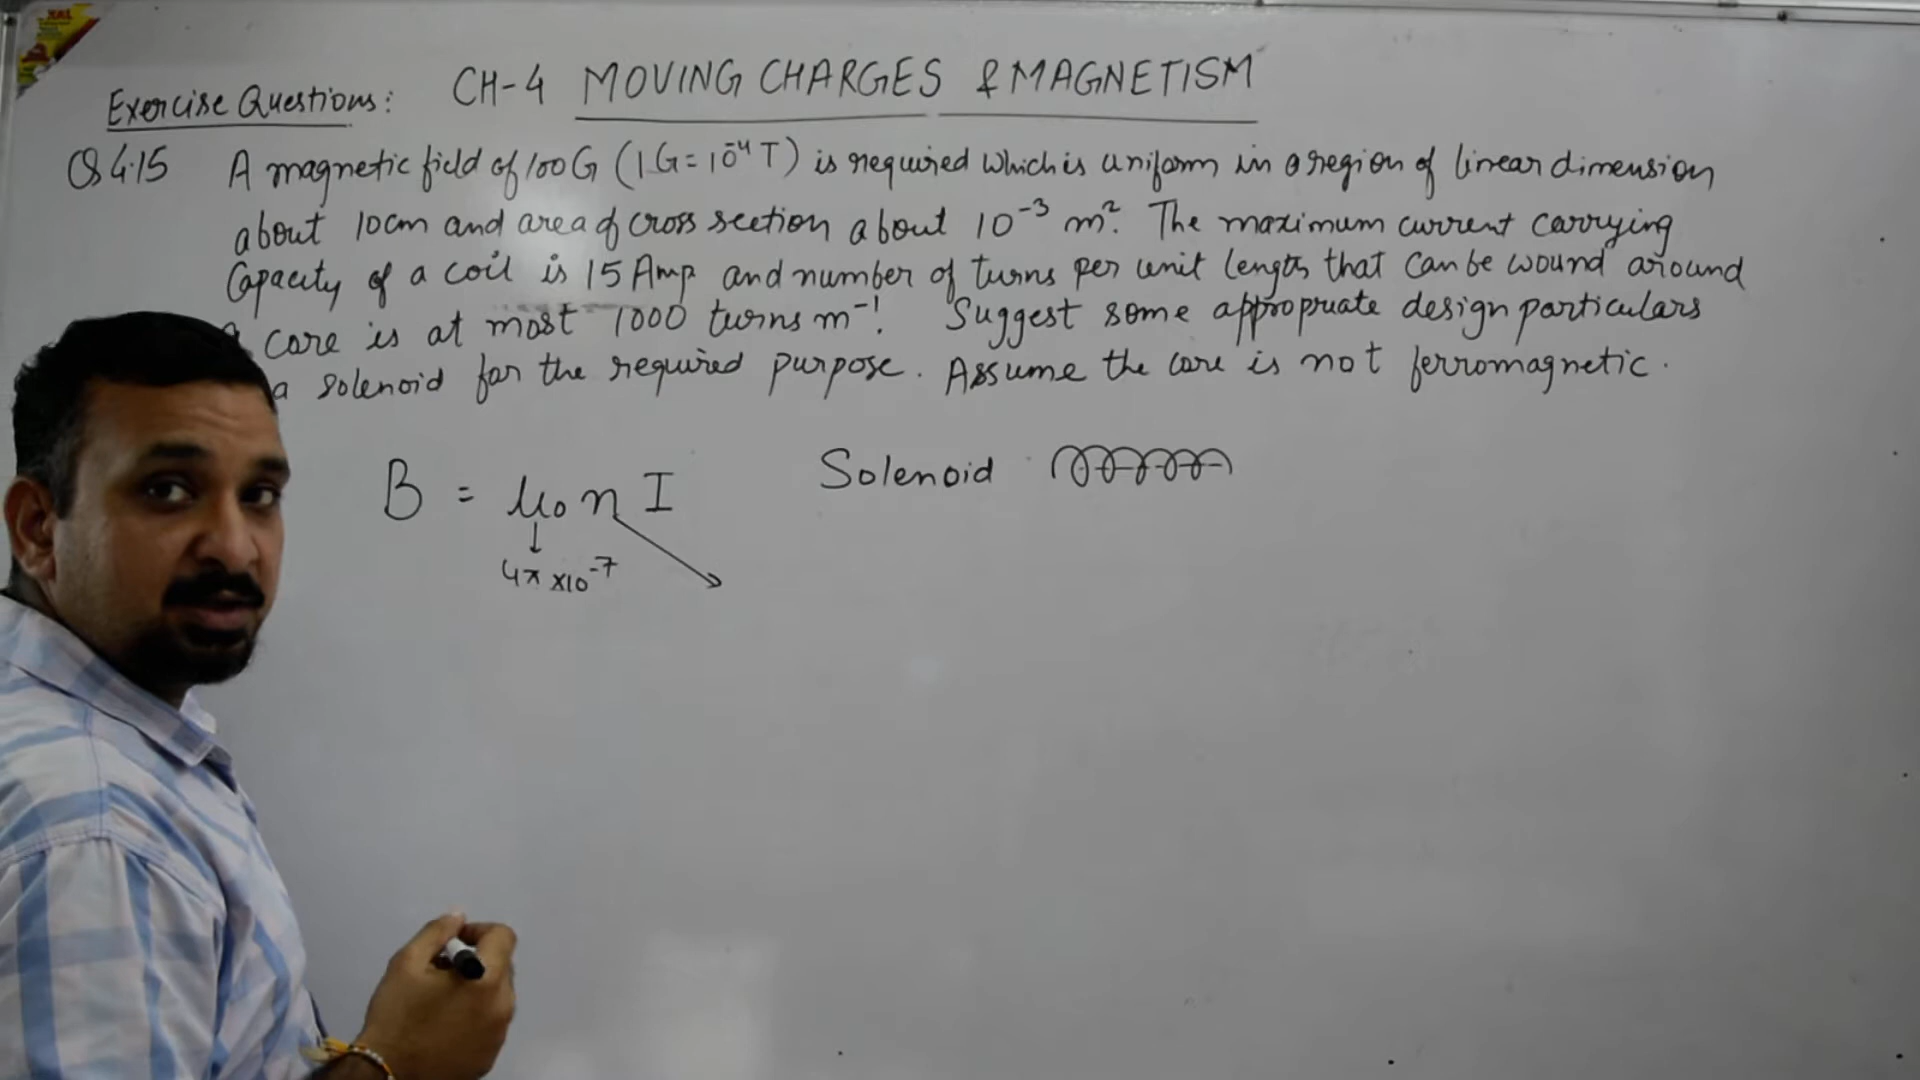 CH-4 MOVING CHARGES & MAGNETISM
Exercise Questions:
Q 4.15 A magnetic field of 100G (1G=10⁻⁴T) is required which is uniform in a region of linear dimension
about 10cm and area of cross section about 10⁻³ m². The maximum current carrying
Capacity of a coil is 15 Amp and number of turns per unit length that can be wound around
core is at most 1000 turns m⁻¹. Suggest some appropriate design particulars
a solenoid for the required purpose. Assume the core is not ferromagnetic.
B = μ₀ n I
Solenoid
4π×10⁻⁷